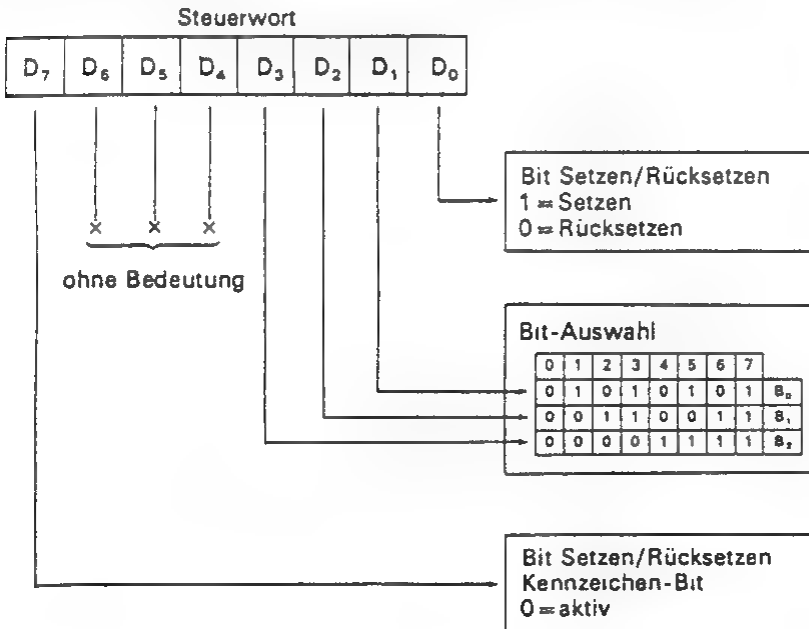 Steuerwort
D₇ D₆ D₅ D₄ D₃ D₂ D₁ D₀
Bit Setzen/Rücksetzen
1 = Setzen
0 = Rücksetzen
× × ×
ohne Bedeutung
Bit-Auswahl
0 1 2 3 4 5 6 7
0 1 0 1 0 1 0 1 B₀
0 0 1 1 0 0 1 1 B₁
0 0 0 0 1 1 1 1 B₂
Bit Setzen/Rücksetzen
Kennzeichen-Bit
0 = aktiv